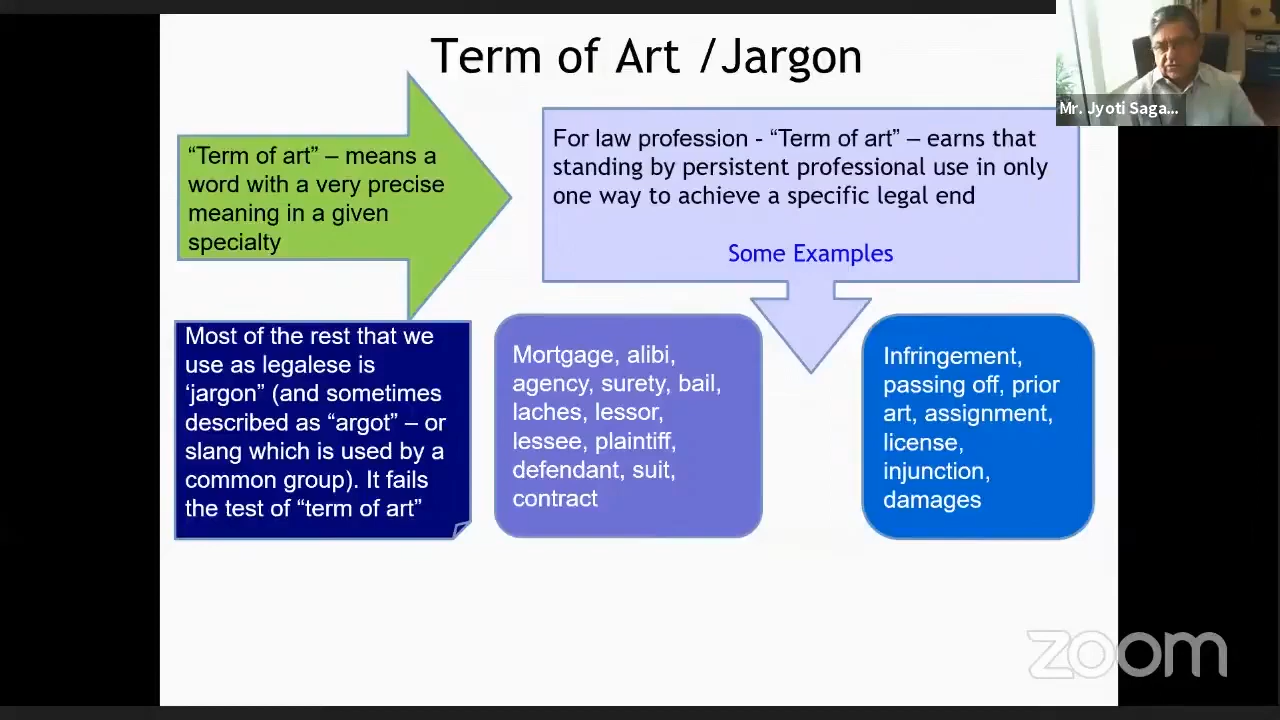 Term of Art /Jargon
Mr. Jyoti Saga...
“Term of art” – means a
word with a very precise
meaning in a given
specialty
For law profession - “Term of art” – earns that
standing by persistent professional use in only
one way to achieve a specific legal end
Some Examples
Most of the rest that we
use as legalese is
‘jargon” (and sometimes
described as “argot” – or
slang which is used by a
common group). It fails
the test of “term of art”
Mortgage, alibi,
agency, surety, bail,
laches, lessor,
lessee, plaintiff,
defendant, suit,
contract
Infringement,
passing off, prior
art, assignment,
license,
injunction,
damages
zoom